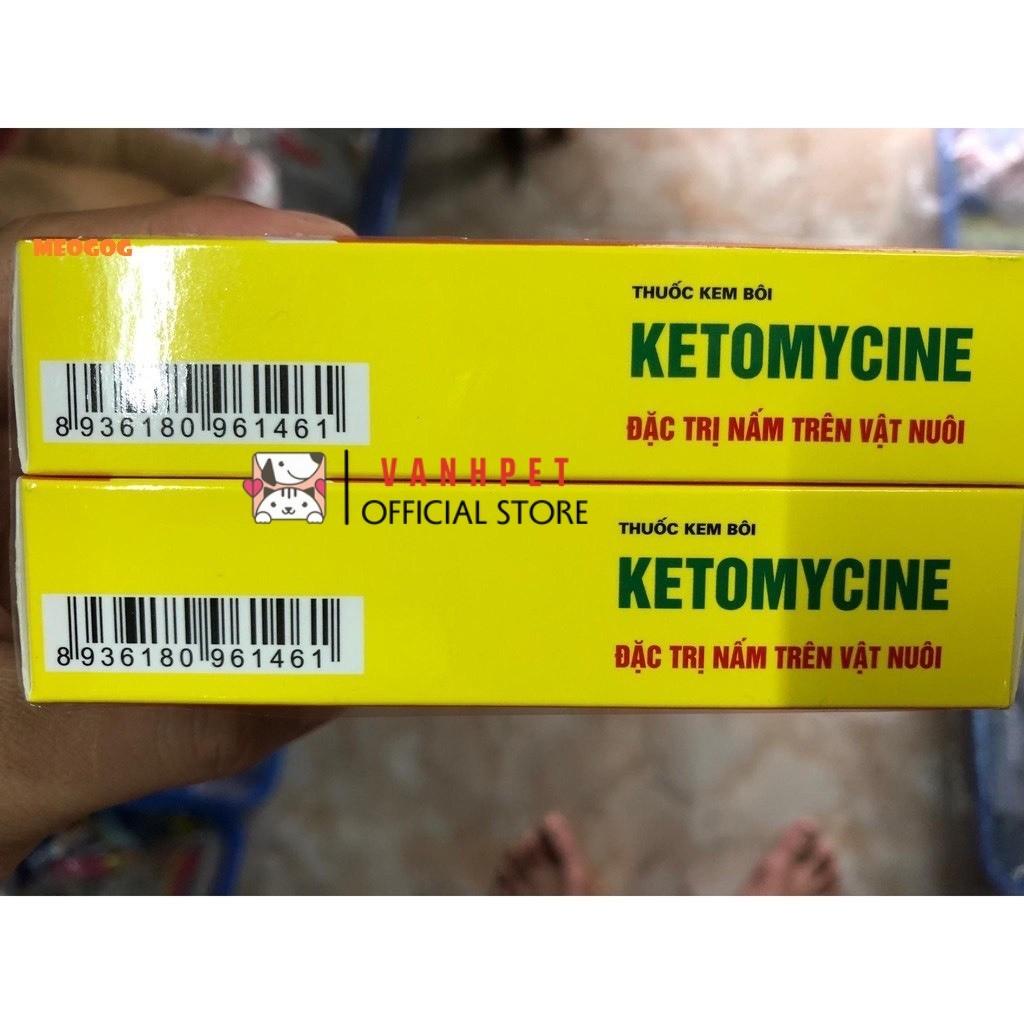 MEOGOG
THUỐC KEM BÔI
KETOMYCINE
ĐẶC TRỊ NẤM TRÊN VẬT NUÔI
8 936180 961461
VANHPET
OFFICIAL STORE
THUỐC KEM BÔI
KETOMYCINE
ĐẶC TRỊ NẤM TRÊN VẬT NUÔI
8 936180 961461